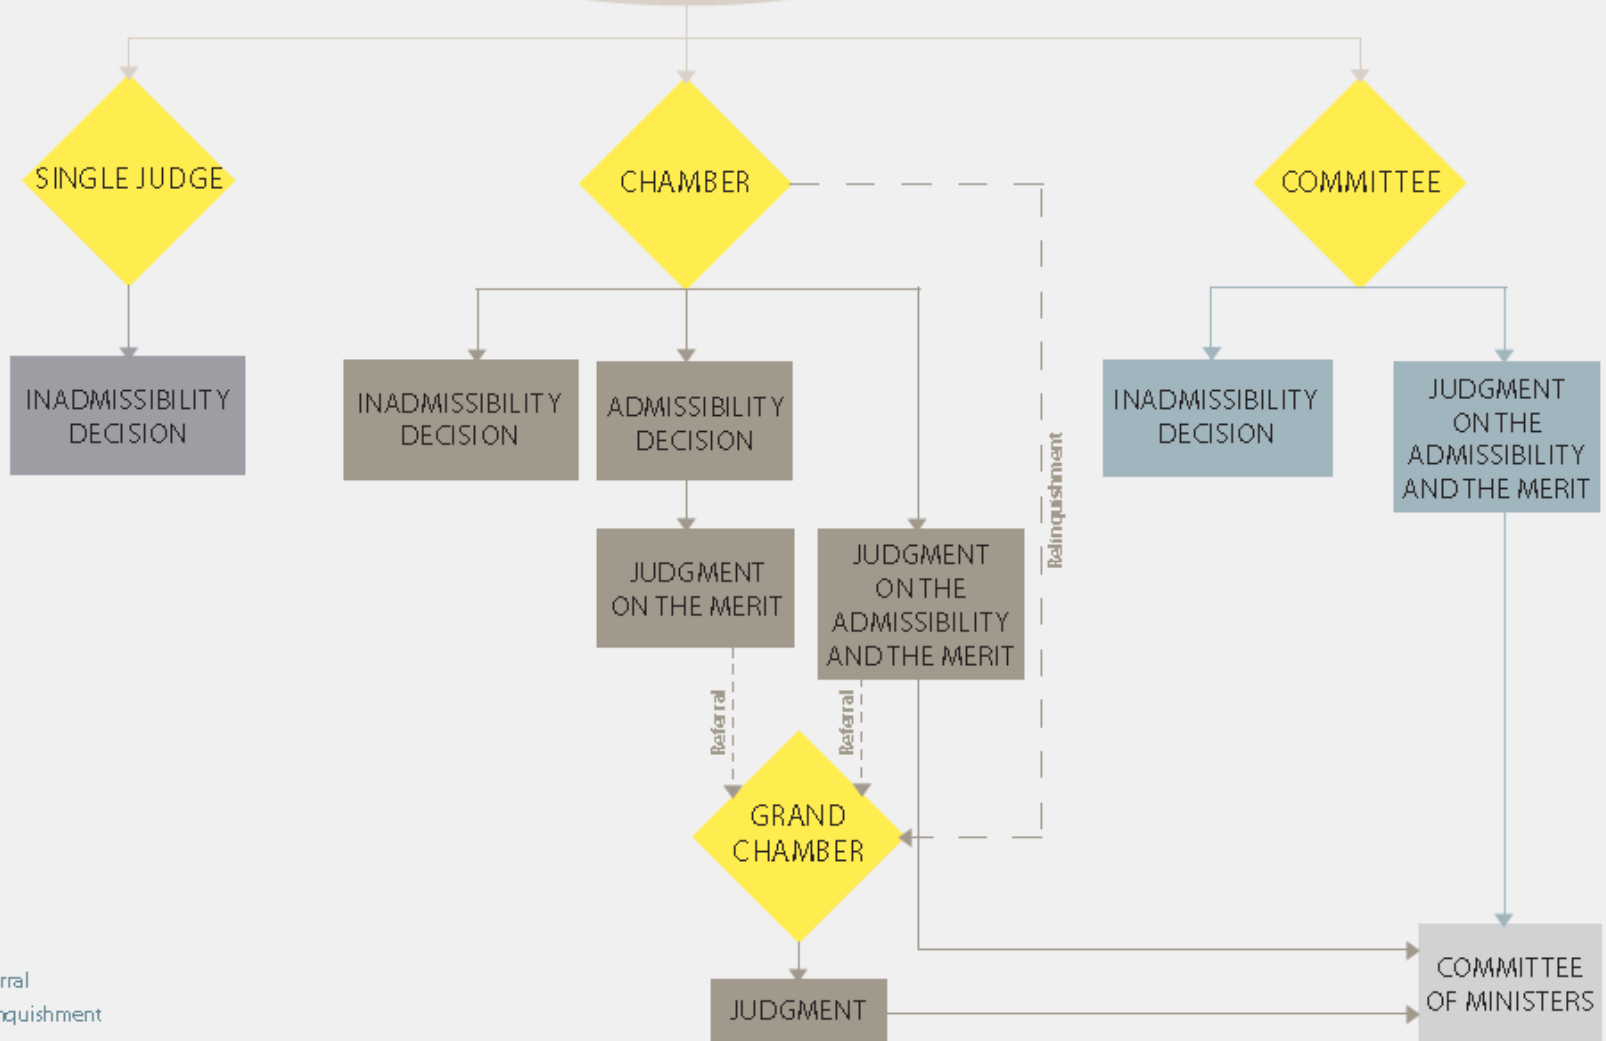 SINGLE JUDGE
CHAMBER
COMMITTEE
INADMISSIBILITY
DECISION
INADMISSIBILITY
DECISION
ADMISSIBILITY
DECISION
INADMISSIBILITY
DECISION
JUDGMENT
ON THE
ADMISSIBILITY
AND THE MERIT
Relinquishment
JUDGMENT
ON THE MERIT
JUDGMENT
ON THE
ADMISSIBILITY
AND THE MERIT
Referral
Referral
GRAND
CHAMBER
JUDGMENT
COMMITTEE
OF MINISTERS
rral
nquishment